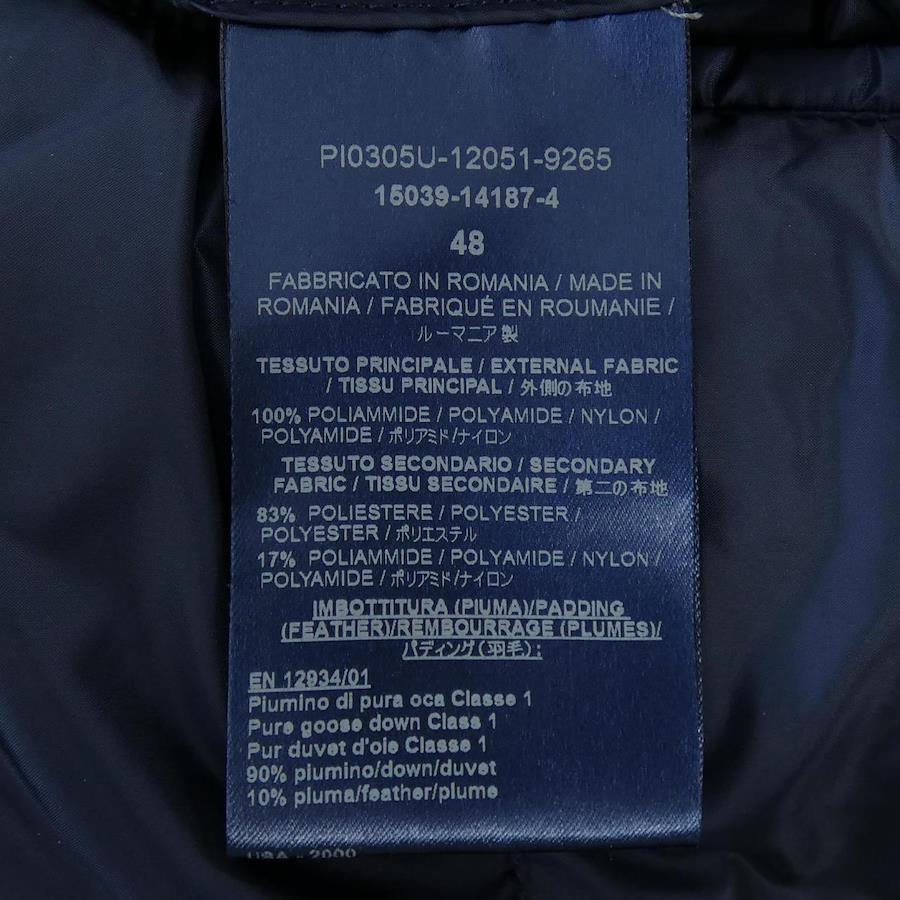 PI0305U-12051-9265
15039-14187-4
48
FABBRICATO IN ROMANIA / MADE IN
ROMANIA / FABRIQUÉ EN ROUMANIE /
ルーマニア製
TESSUTO PRINCIPALE / EXTERNAL FABRIC
/ TISSU PRINCIPAL / 外側の布地
100% POLIAMMIDE / POLYAMIDE / NYLON /
POLYAMIDE / ポリアミド/ナイロン
TESSUTO SECONDARIO / SECONDARY
FABRIC / TISSU SECONDAIRE / 第二の布地
83% POLIESTERE / POLYESTER /
POLYESTER / ポリエステル
17% POLIAMMIDE / POLYAMIDE / NYLON /
POLYAMIDE / ポリアミド/ナイロン
IMBOTTITURA (PIUMA)/PADDING
(FEATHER)/REMBOURRAGE (PLUMES)/
パディング(羽毛):
EN 12934/01
Piumino di pura oca Classe 1
Pure goose down Class 1
Pur duvet d'oie Classe 1
90% piumino/down/duvet
10% piuma/feather/plume
USA - 2000